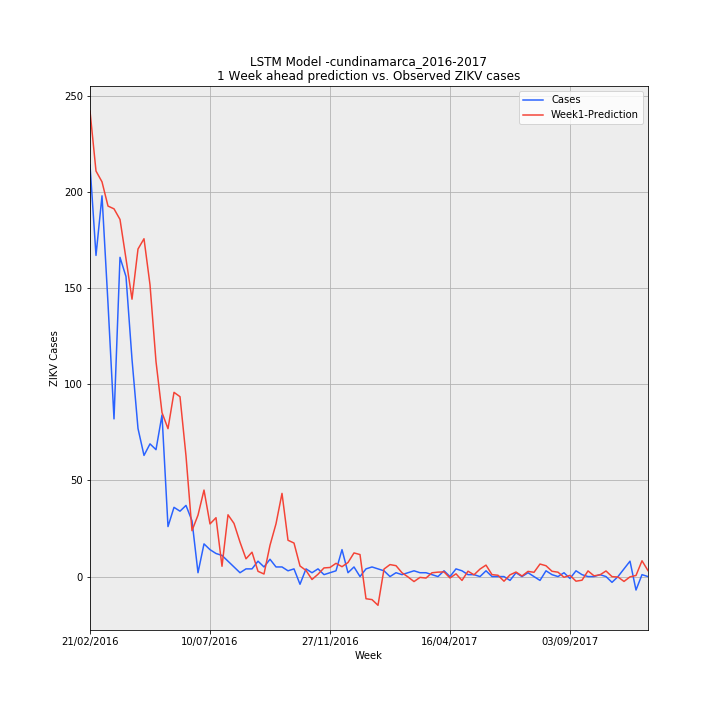 LSTM Model -cundinamarca_2016-2017
1 Week ahead prediction vs. Observed ZIKV cases
Cases
Week1-Prediction
250
200
150
100
50
0
ZIKV Cases
21/02/2016 10/07/2016 27/11/2016 16/04/2017 03/09/2017
Week